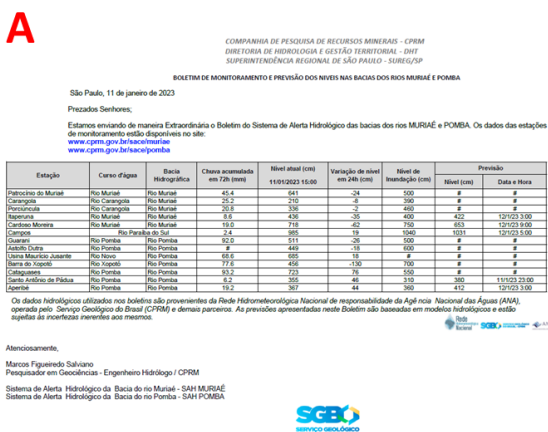 A
COMPANHIA DE PESQUISA DE RECURSOS MINERAIS – CPRM
DIRETORIA DE HIDROLOGIA E GESTÃO TERRITORIAL - DHT
SUPERINTENDÊNCIA REGIONAL DE SÃO PAULO - SUREG/SP
BOLETIM DE MONITORAMENTO E PREVISÃO DOS NIVEIS NAS BACIAS DOS RIOS MURIAÉ E POMBA
São Paulo, 11 de janeiro de 2023
Prezados Senhores;
Estamos enviando de maneira Extraordinária o Boletim do Sistema de Alerta Hidrológico das bacias dos rios MURIAÉ e POMBA. Os dados das estações
de monitoramento estão disponíveis no site:
www.cprm.gov.br/sace/muriae
www.cprm.gov.br/sace/pomba
Estação Curso d'água Bacia Hidrográfica Chuva acumulada em 72h (mm) Nível atual (cm) 11/01/2023 15:00 Variação de nível em 24h (cm) Nível de Inundação (cm) Previsão Nível (cm) Data e Hora
Patrocínio do Muriaé Rio Muriaé Rio Muriaé 45.4 641 -24 500 # #
Carangola Rio Carangola Rio Muriaé 25.2 210 -8 390 # #
Porciúncula Rio Carangola Rio Muriaé 20.8 336 -2 460 # #
Itaperuna Rio Muriaé Rio Muriaé 8.6 436 -35 400 422 12/1/23 3:00
Cardoso Moreira Rio Muriaé Rio Muriaé 19.0 718 -62 750 653 12/1/23 9:00
Campos Rio Paraíba do Sul 2.4 985 19 1040 1031 12/1/23 5:00
Guarani Rio Pomba Rio Pomba 92.0 511 -26 500 # #
Astolfo Dutra Rio Pomba Rio Pomba # 449 -18 600 # #
Usina Maurício Jusante Rio Novo Rio Pomba 68.6 685 18 # # #
Barra do Xopotó Rio Pomba Rio Pomba 77.6 456 -130 700 # #
Cataguases Rio Pomba Rio Pomba 93.2 723 76 550 # #
Santo Antônio de Pádua Rio Pomba Rio Pomba 6.2 355 46 310 380 11/1/23 23:00
Aperibé Rio Pomba Rio Pomba 19.2 367 44 360 412 12/1/23 3:00
Os dados hidrológicos utilizados nos boletins são provenientes da Rede Hidrometeorológica Nacional de responsabilidade da Agência Nacional das Águas (ANA),
operada pelo Serviço Geológico do Brasil (CPRM) e demais parceiros. As previsões apresentadas neste Boletim são baseadas em modelos hidrológicos e estão
sujeitas às incertezas inerentes aos mesmos.
Rede
Nacional
SGB
Atenciosamente,
Marcos Figueiredo Salviano
Pesquisador em Geociências - Engenheiro Hidrólogo / CPRM
Sistema de Alerta Hidrológico da Bacia do rio Muriaé - SAH MURIAÉ
Sistema de Alerta Hidrológico da Bacia do rio Pomba - SAH POMBA
SGB
SERVIÇO GEOLÓGICO